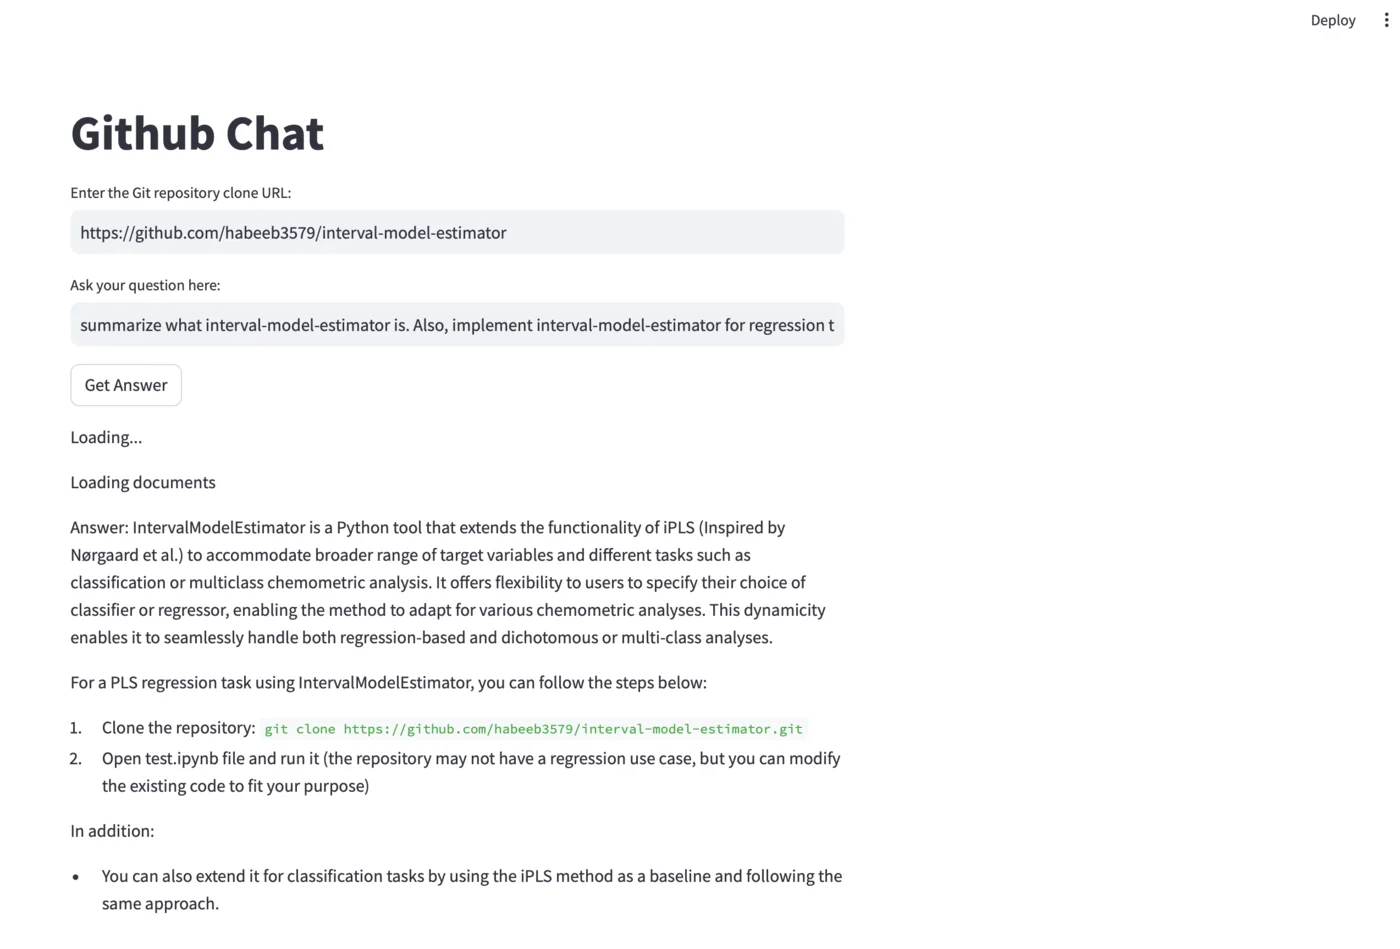 Deploy
Github Chat
Enter the Git repository clone URL:
https://github.com/habeeb3579/interval-model-estimator
Ask your question here:
summarize what interval-model-estimator is. Also, implement interval-model-estimator for regression t
Get Answer
Loading...
Loading documents
Answer: IntervalModelEstimator is a Python tool that extends the functionality of iPLS (Inspired by
Nørgaard et al.) to accommodate broader range of target variables and different tasks such as
classification or multiclass chemometric analysis. It offers flexibility to users to specify their choice of
classifier or regressor, enabling the method to adapt for various chemometric analyses. This dynamicity
enables it to seamlessly handle both regression-based and dichotomous or multi-class analyses.
For a PLS regression task using IntervalModelEstimator, you can follow the steps below:
1. Clone the repository: git clone https://github.com/habeeb3579/interval-model-estimator.git
2. Open test.ipynb file and run it (the repository may not have a regression use case, but you can modify
the existing code to fit your purpose)
In addition:
• You can also extend it for classification tasks by using the iPLS method as a baseline and following the
same approach.